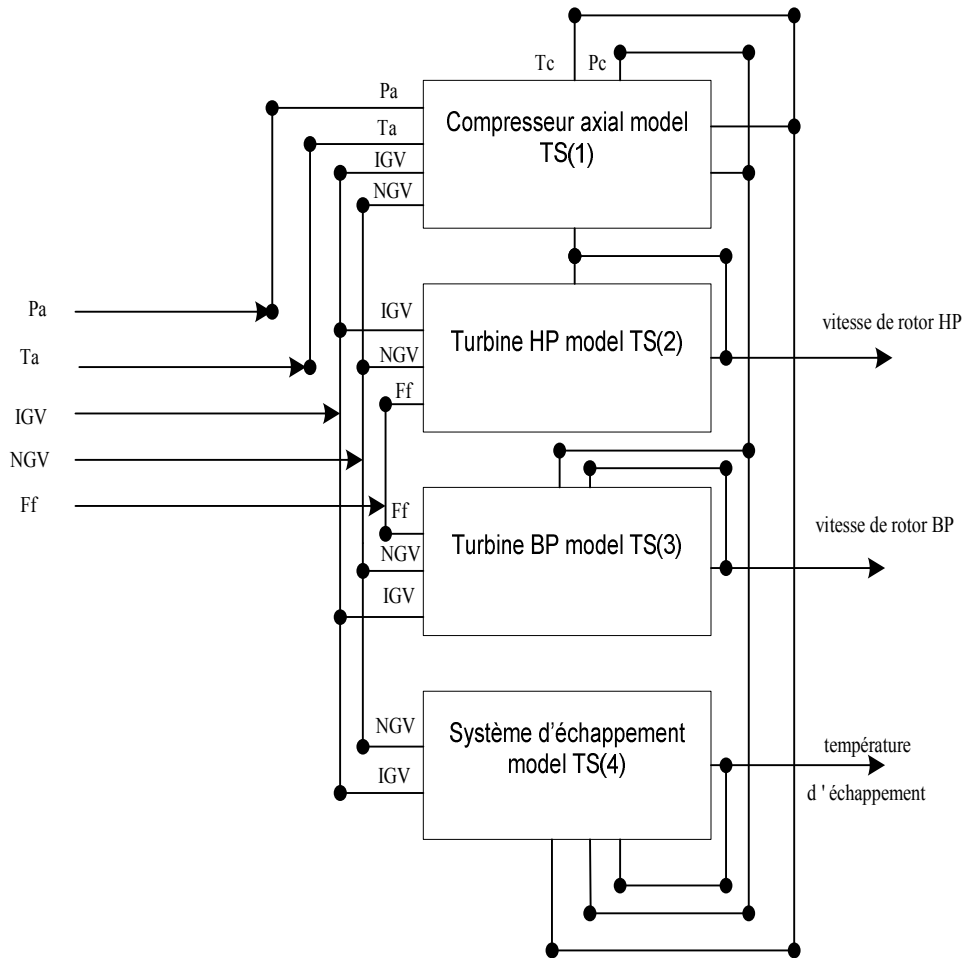 Tc Pc
Pa
Compresseur axial model
TS(1)
Ta
IGV
NGV
Pa
Ta
IGV
NGV
Ff
IGV
NGV
Ff
Turbine HP model TS(2)
vitesse de rotor HP
Ff
NGV
IGV
Turbine BP model TS(3)
vitesse de rotor BP
NGV
IGV
Système d'échappement
model TS(4)
température
d ' échappement